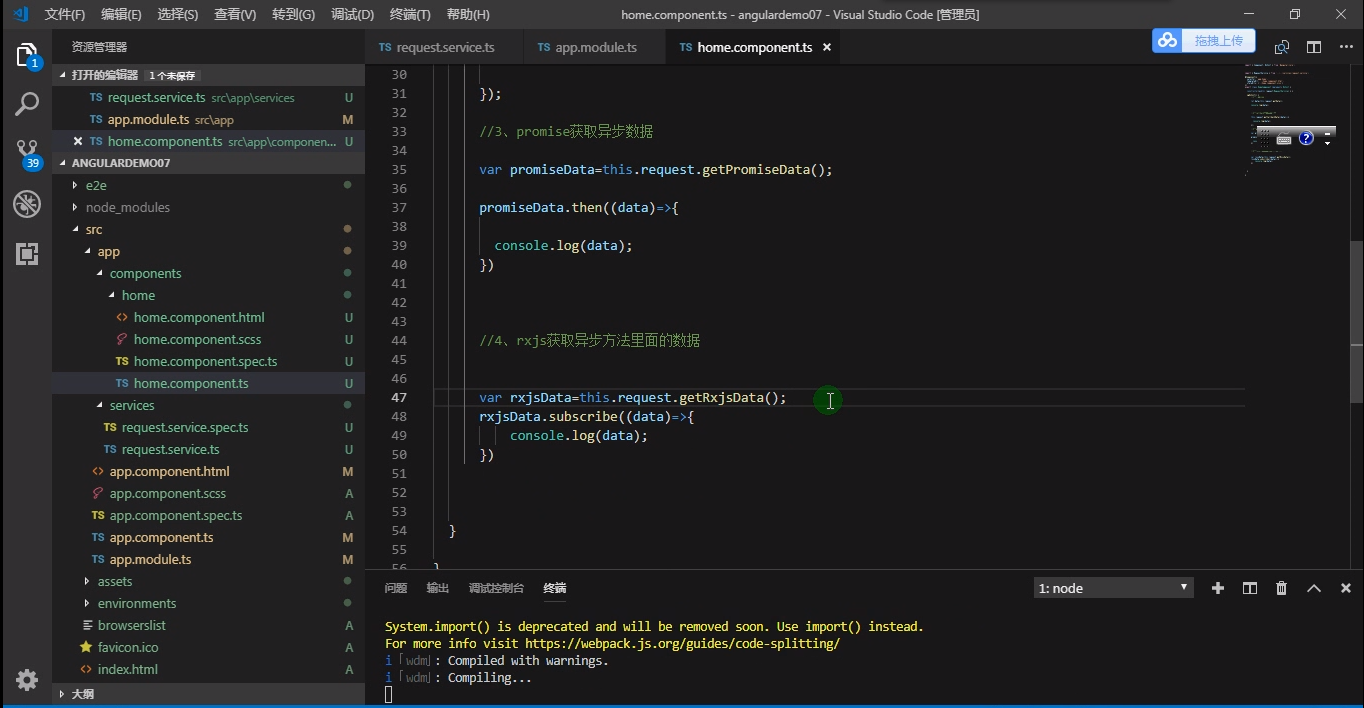 文件(F) 编辑(E) 选择(S) 查看(V) 转到(G) 调试(D) 终端(T) 帮助(H) home.component.ts - angulardemo07 - Visual Studio Code [管理员]
资源管理器
TS request.service.ts TS app.module.ts TS home.component.ts ×
拖拽上传
打开的编辑器 1 个未保存
TS request.service.ts src\app\services U
TS app.module.ts src\app M
TS home.component.ts src\app\componen... U
ANGULARDEMO07
e2e
node_modules
src
app
components
home
home.component.html U
home.component.scss U
TS home.component.spec.ts U
TS home.component.ts U
services
TS request.service.spec.ts U
TS request.service.ts U
app.component.html M
app.component.scss A
TS app.component.spec.ts A
TS app.component.ts M
TS app.module.ts M
assets
environments
browserslist A
favicon.ico A
index.html A
大纲
1
39
30
31 });
32
33 //3、promise获取异步数据
34
35 var promiseData=this.request.getPromiseData();
36
37 promiseData.then((data)=>{
38
39 console.log(data);
40 })
41
42
43
44 //4、rxjs获取异步方法里面的数据
45
46
47 var rxjsData=this.request.getRxjsData();
48 rxjsData.subscribe((data)=>{
49 console.log(data);
50 })
51
52
53
54 }
55
56 }
问题 输出 调试控制台 终端 1: node
System.import() is deprecated and will be removed soon. Use import() instead.
For more info visit https://webpack.js.org/guides/code-splitting/
i ｢wdm｣: Compiled with warnings.
i ｢wdm｣: Compiling...